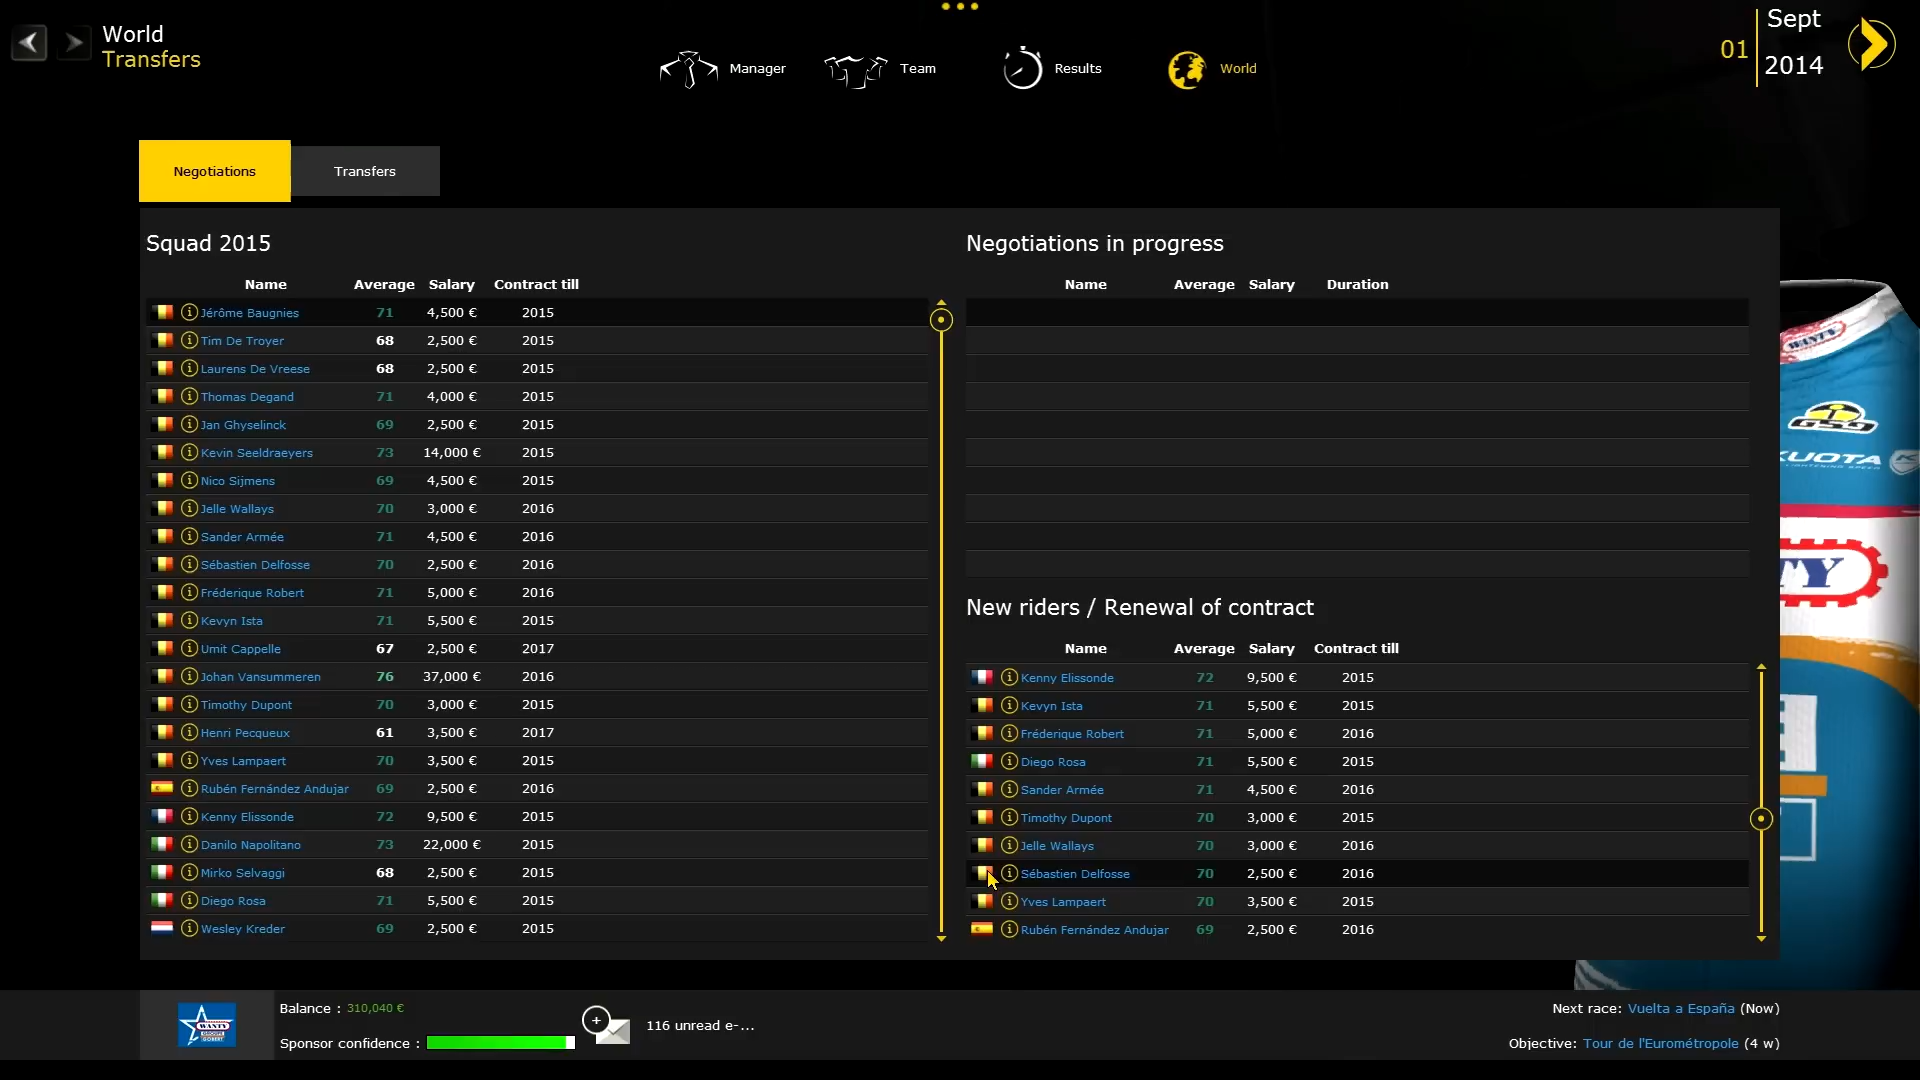 World
Transfers
Manager
Team
Results
World
01
Sept
2014
Negotiations
Transfers
Squad 2015
Name Average Salary Contract till
Jérôme Baugnies 71 4,500 € 2015
Tim De Troyer 68 2,500 € 2015
Laurens De Vreese 68 2,500 € 2015
Thomas Degand 71 4,000 € 2015
Jan Ghyselinck 69 2,500 € 2015
Kevin Seeldraeyers 73 14,000 € 2015
Nico Sijmens 69 4,500 € 2015
Jelle Wallays 70 3,000 € 2016
Sander Armée 71 4,500 € 2016
Sébastien Delfosse 70 2,500 € 2016
Fréderique Robert 71 5,000 € 2016
Kevyn Ista 71 5,500 € 2015
Umit Cappelle 67 2,500 € 2017
Johan Vansummeren 76 37,000 € 2016
Timothy Dupont 70 3,000 € 2015
Henri Pecqueux 61 3,500 € 2017
Yves Lampaert 70 3,500 € 2015
Rubén Fernández Andujar 69 2,500 € 2016
Kenny Elissonde 72 9,500 € 2015
Danilo Napolitano 73 22,000 € 2015
Mirko Selvaggi 68 2,500 € 2015
Diego Rosa 71 5,500 € 2015
Wesley Kreder 69 2,500 € 2015
Negotiations in progress
Name Average Salary Duration
New riders / Renewal of contract
Name Average Salary Contract till
Kenny Elissonde 72 9,500 € 2015
Kevyn Ista 71 5,500 € 2015
Fréderique Robert 71 5,000 € 2016
Diego Rosa 71 5,500 € 2015
Sander Armée 71 4,500 € 2016
Timothy Dupont 70 3,000 € 2015
Jelle Wallays 70 3,000 € 2016
Sébastien Delfosse 70 2,500 € 2016
Yves Lampaert 70 3,500 € 2015
Rubén Fernández Andujar 69 2,500 € 2016
WANTY
GSG
KUOTA
TY
WANTY
GROUPE
GOBERT
Balance : 310,040 €
Sponsor confidence :
116 unread e-...
Next race: Vuelta a España (Now)
Objective: Tour de l'Eurométropole (4 w)